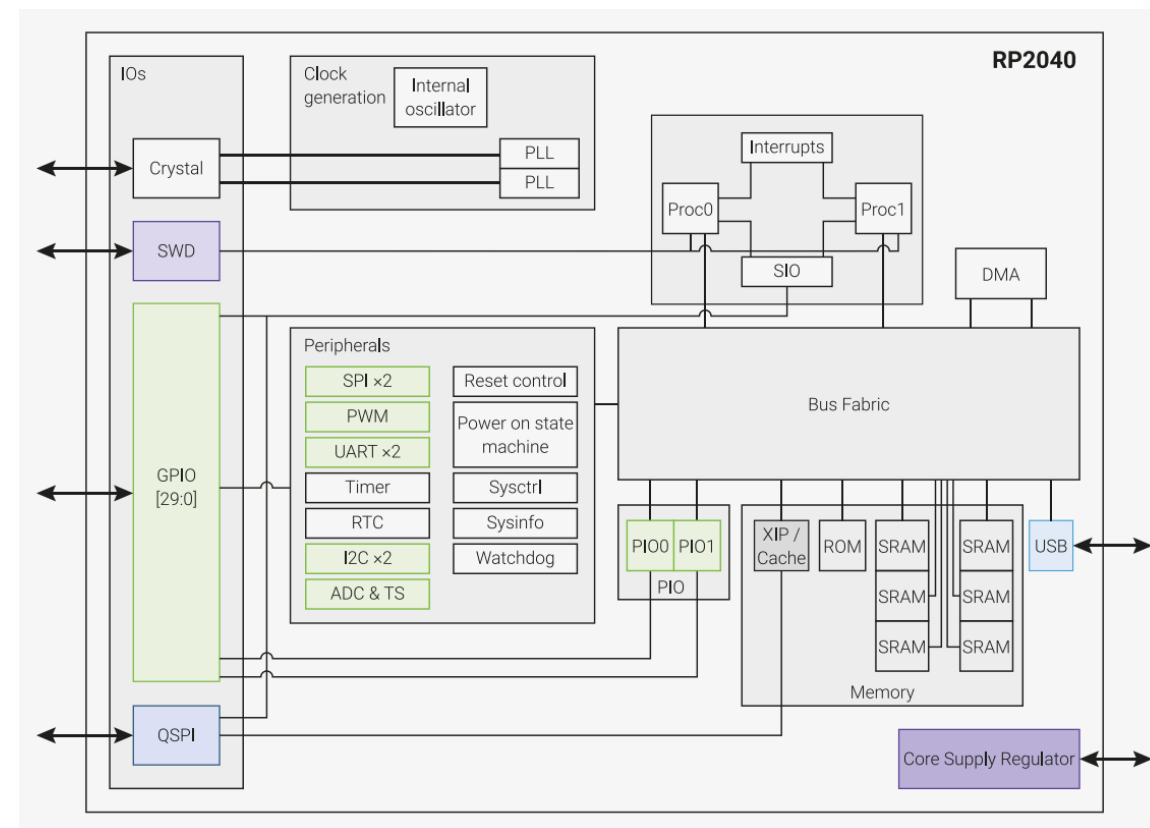 RP2040
IOs
Clock
generation
Internal
oscillator
Crystal
PLL
PLL
Interrupts
Proc0
Proc1
SWD
SIO
DMA
Peripherals
SPI ×2
PWM
UART ×2
Timer
RTC
I2C ×2
ADC & TS
Reset control
Power on state
machine
Sysctrl
Sysinfo
Watchdog
Bus Fabric
GPIO
[29:0]
PIO0
PIO1
PIO
XIP /
Cache
ROM
SRAM
SRAM
SRAM
SRAM
SRAM
SRAM
Memory
USB
QSPI
Core Supply Regulator